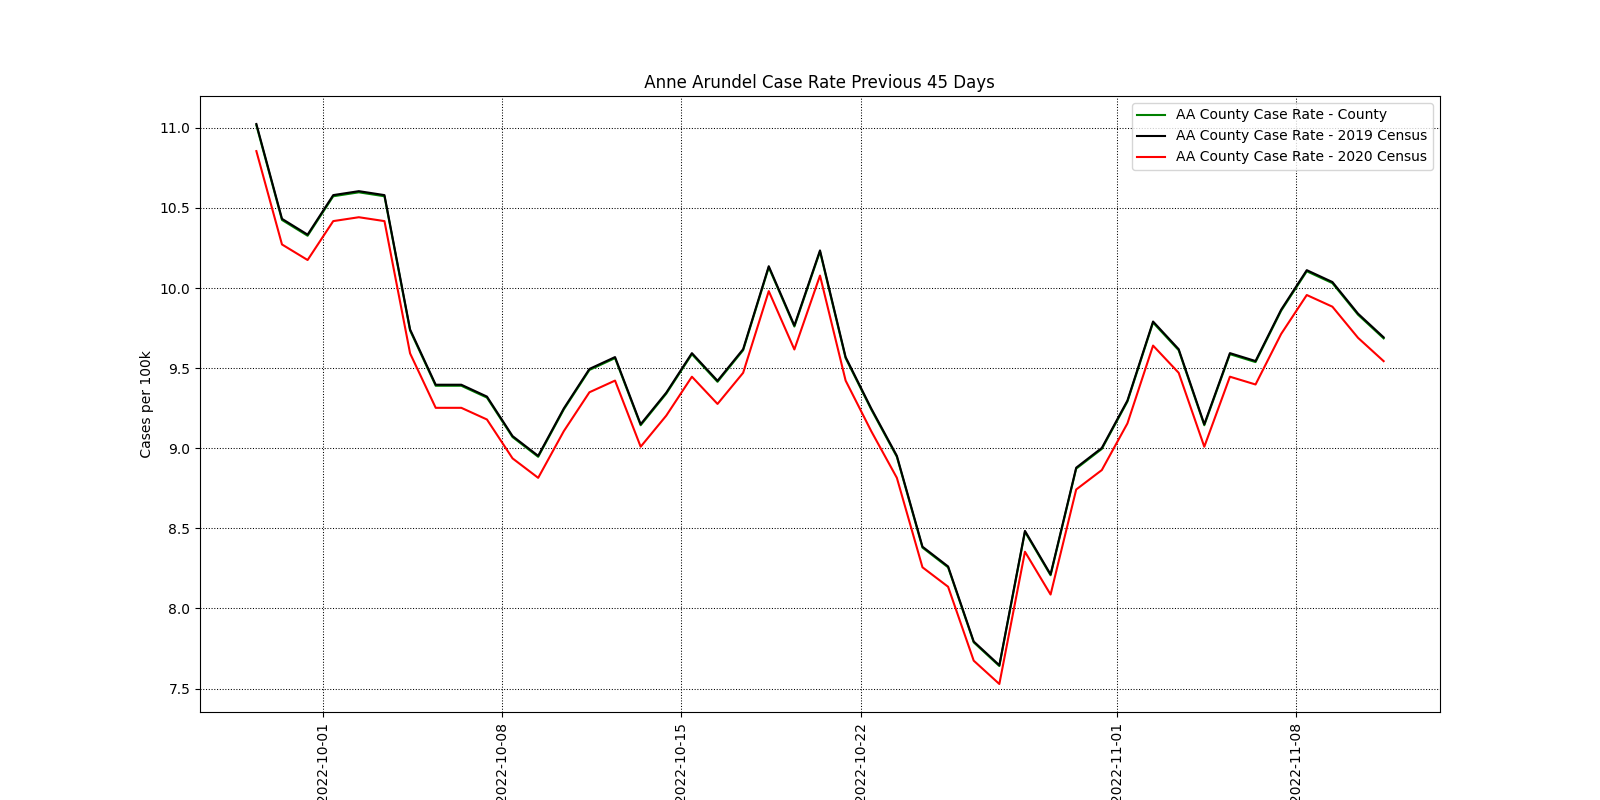 Anne Arundel Case Rate Previous 45 Days
AA County Case Rate - County
AA County Case Rate - 2019 Census
AA County Case Rate - 2020 Census
11.0
10.5
10.0
9.5
9.0
8.5
8.0
7.5
Cases per 100k
2022-10-01
2022-10-08
2022-10-15
2022-10-22
2022-11-01
2022-11-08